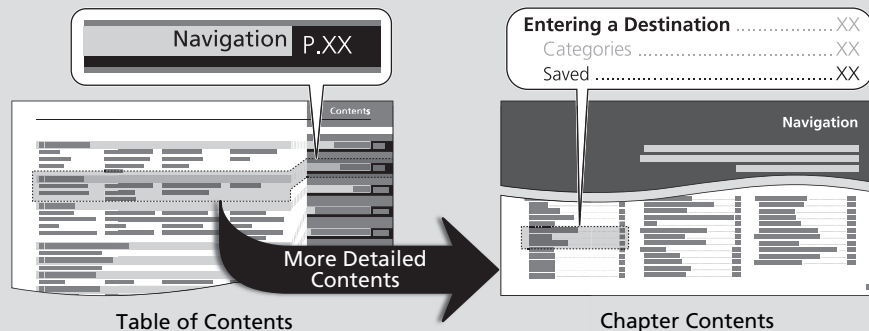 Navigation P.XX
Entering a Destination ................ XX
Categories ................................ XX
Saved ....................................... XX
Contents
Navigation
More Detailed
Contents
Table of Contents
Chapter Contents